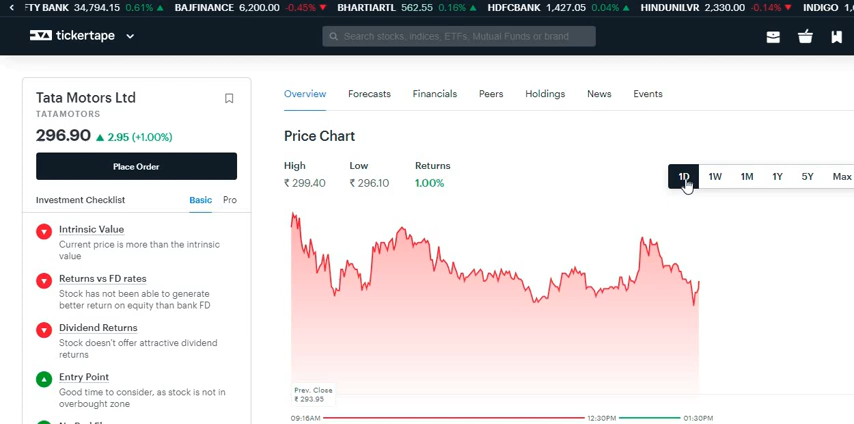 TY BANK 34,794.15 0.61% BAJFINANCE 6,200.00 -0.45% BHARTIARTL 562.55 0.16% HDFCBANK 1,427.05 0.04% HINDUNILVR 2,330.00 -0.14% INDIGO
tickertape
Search stocks, indices, ETFs, Mutual Funds or brand
Tata Motors Ltd
TATAMOTORS
296.90 2.95 (+1.00%)
Place Order
Investment Checklist Basic Pro
Intrinsic Value
Current price is more than the intrinsic
value
Returns vs FD rates
Stock has not been able to generate
better return on equity than bank FD
Dividend Returns
Stock doesn't offer attractive dividend
returns
Entry Point
Good time to consider, as stock is not in
overbought zone
Overview Forecasts Financials Peers Holdings News Events
Price Chart
High Low Returns
₹ 299.40 ₹ 296.10 1.00%
1D 1W 1M 1Y 5Y Max
Prev. Close
₹ 293.95
09:16AM 12:30PM 01:30PM